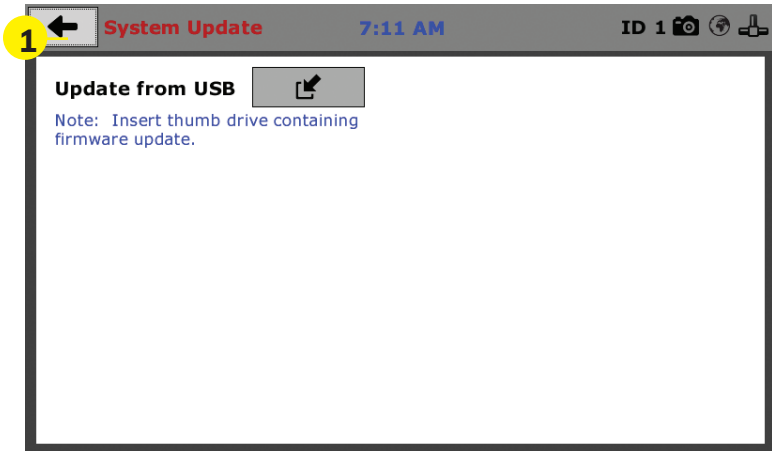 1
System Update 7:11 AM ID 1
Update from USB
Note: Insert thumb drive containing
firmware update.